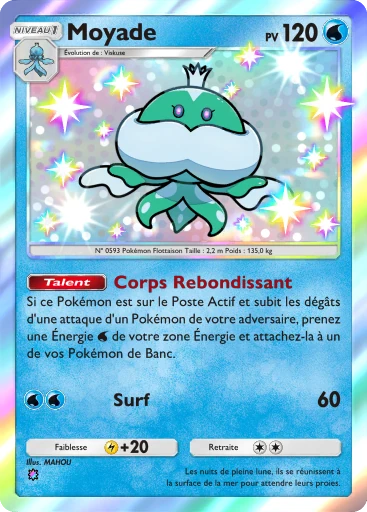 NIVEAU 1
Moyade
PV 120
Évolution de : Viskuse
N° 0593 Pokémon Flottaison Taille : 2,2 m Poids : 135,0 kg
Talent Corps Rebondissant
Si ce Pokémon est sur le Poste Actif et subit les dégâts
d'une attaque d'un Pokémon de votre adversaire, prenez
une Énergie de votre zone Énergie et attachez-la à un
de vos Pokémon de Banc.
Surf 60
Faiblesse +20 Retraite
Illus. MAHOU
Les nuits de pleine lune, ils se réunissent à
la surface de la mer pour attendre leurs proies.